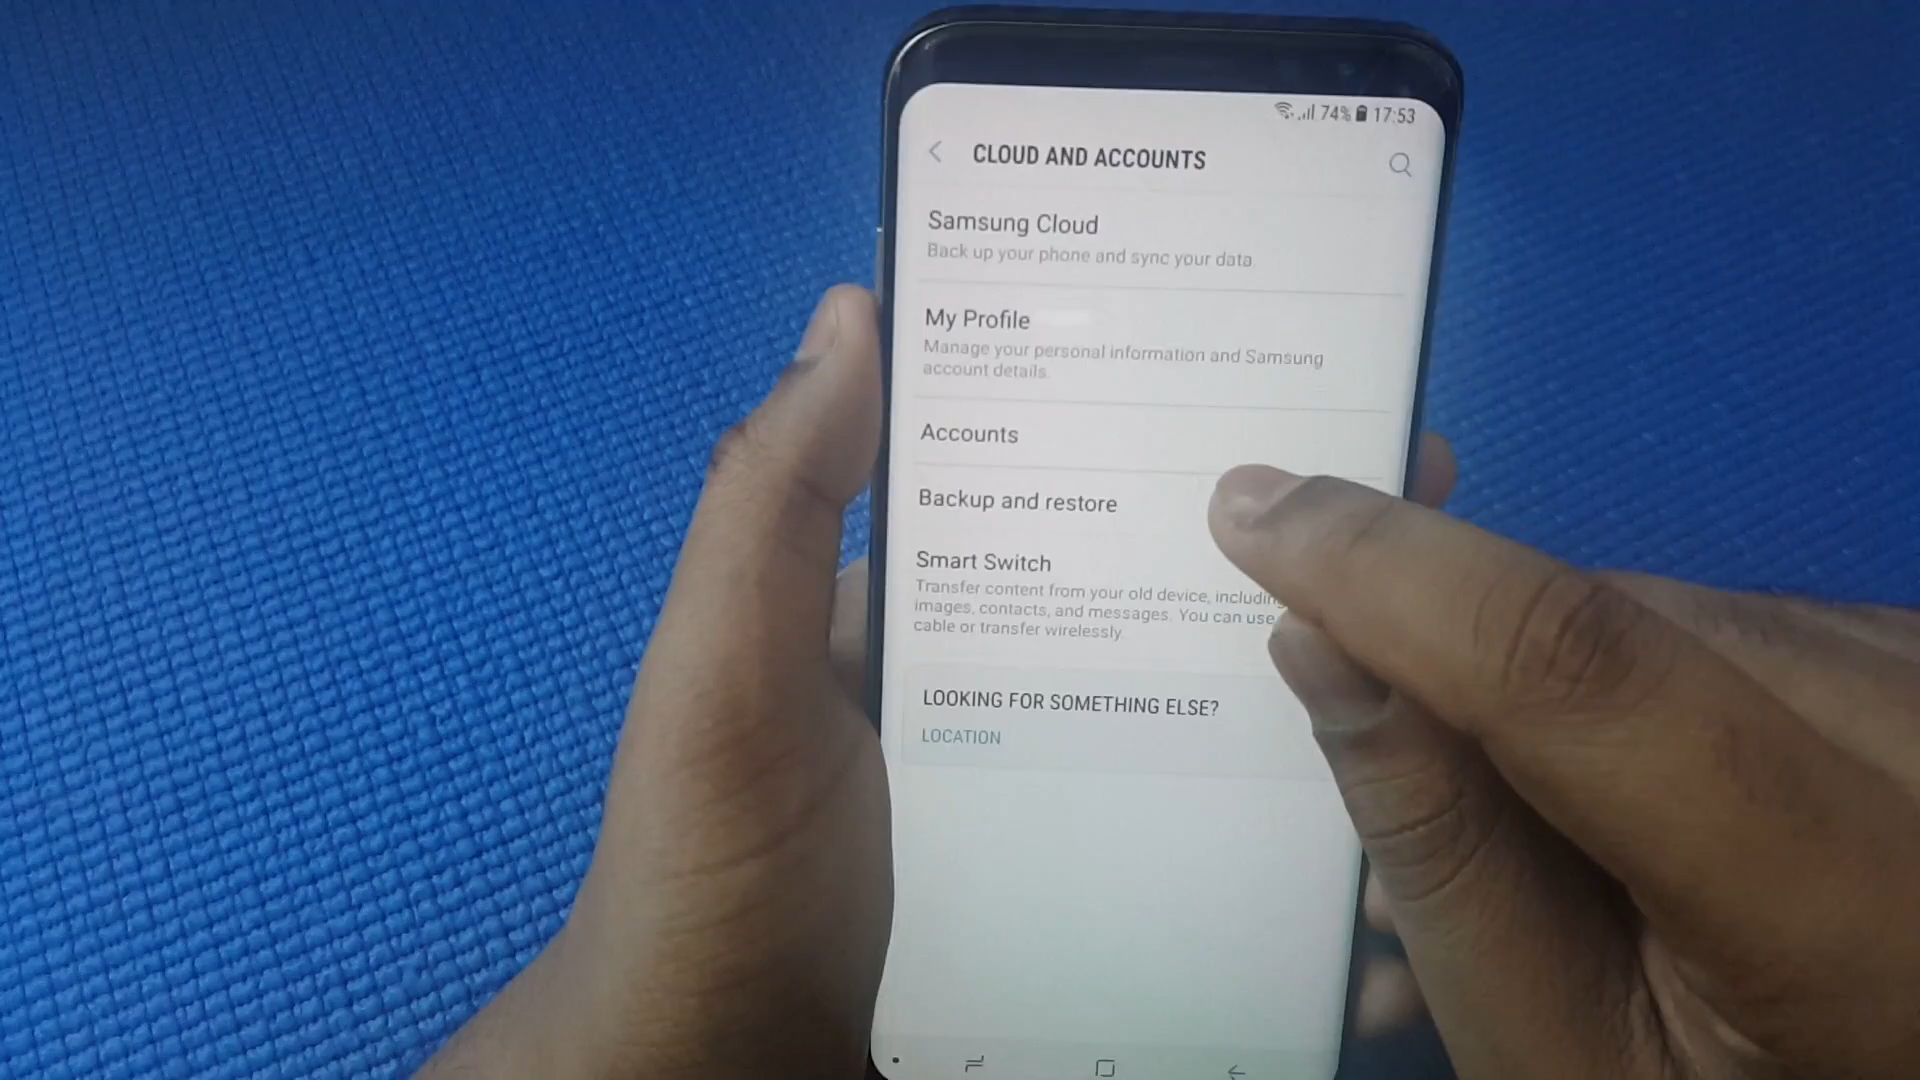 74% 17:53
CLOUD AND ACCOUNTS
Samsung Cloud
Back up your phone and sync your data.
My Profile
Manage your personal information and Samsung
account details.
Accounts
Backup and restore
Smart Switch
Transfer content from your old device, including
images, contacts, and messages. You can use
cable or transfer wirelessly.
LOOKING FOR SOMETHING ELSE?
LOCATION